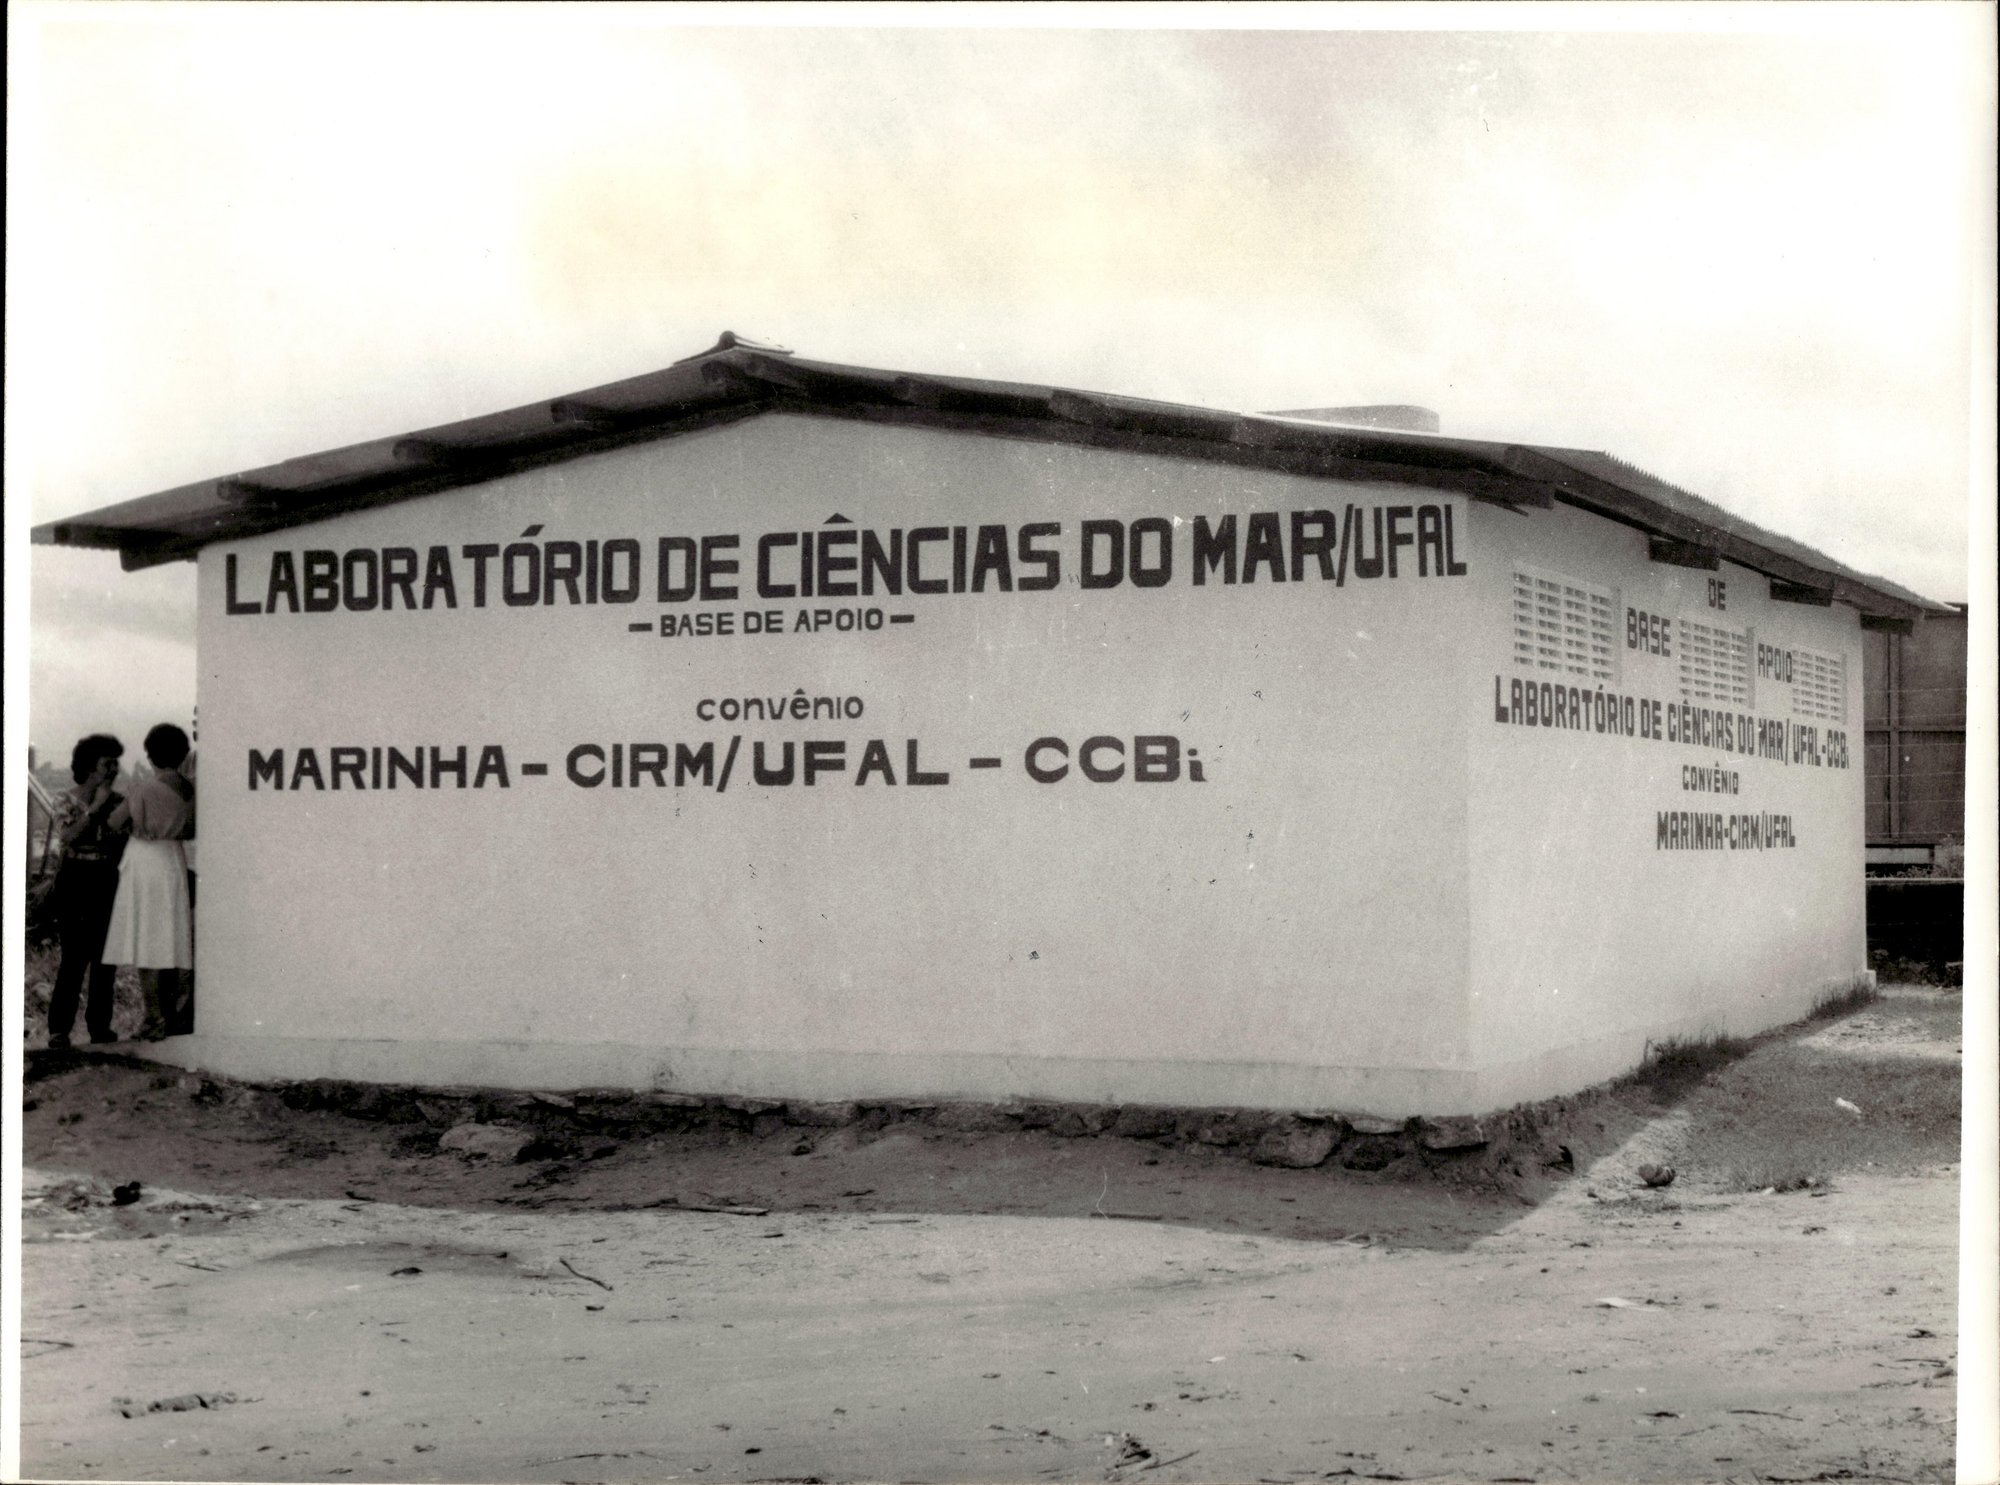 LABORATÓRIO DE CIÊNCIAS DO MAR/UFAL
- BASE DE APOIO -
convênio
MARINHA - CIRM/UFAL - CCBi
BASE DE APOIO
LABORATÓRIO DE CIÊNCIAS DO MAR/UFAL-CCBi
CONVÊNIO
MARINHA-CIRM/UFAL